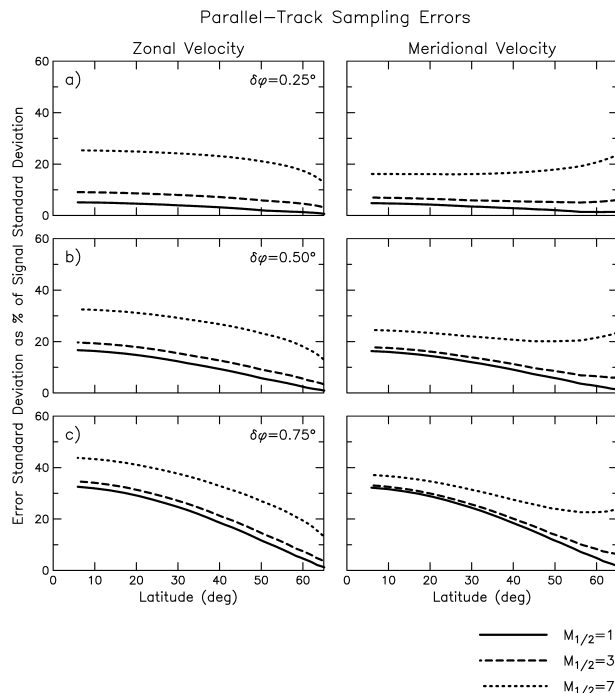 Parallel−Track Sampling Errors
Zonal Velocity
Meridional Velocity
Error Standard Deviation as % of Signal Standard Deviation
60
a)
δφ=0.25°
40
20
0
60
b)
δφ=0.50°
40
20
0
60
c)
δφ=0.75°
40
20
0
0 10 20 30 40 50 60
0 10 20 30 40 50 60
Latitude (deg)
Latitude (deg)
M1/2=1
M1/2=3
M1/2=7